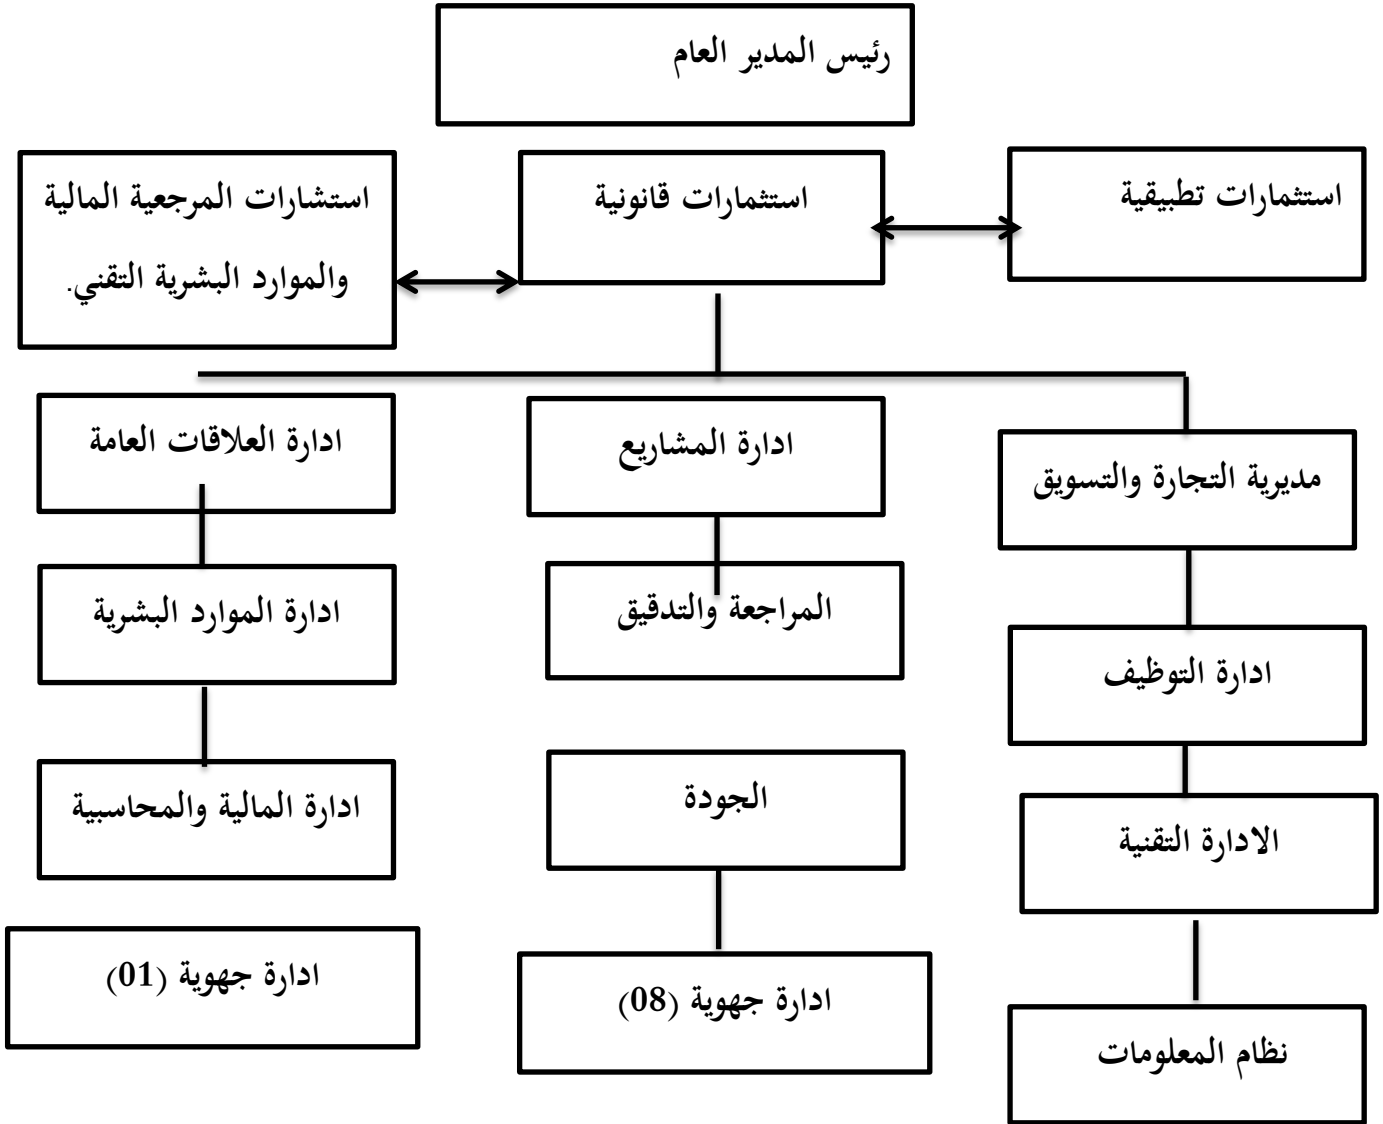 رئيس المدير العام
استثمارات تطبيقية
استثمارات قانونية
استشارات المرجعية المالية
والموارد البشرية التقني.
ادارة العلاقات العامة
ادارة المشاريع
مديرية التجارة والتسويق
ادارة الموارد البشرية
المراجعة والتدقيق
ادارة التوظيف
ادارة المالية والمحاسبية
الجودة
الادارة التقنية
ادارة جهوية (01)
ادارة جهوية (08)
نظام المعلومات